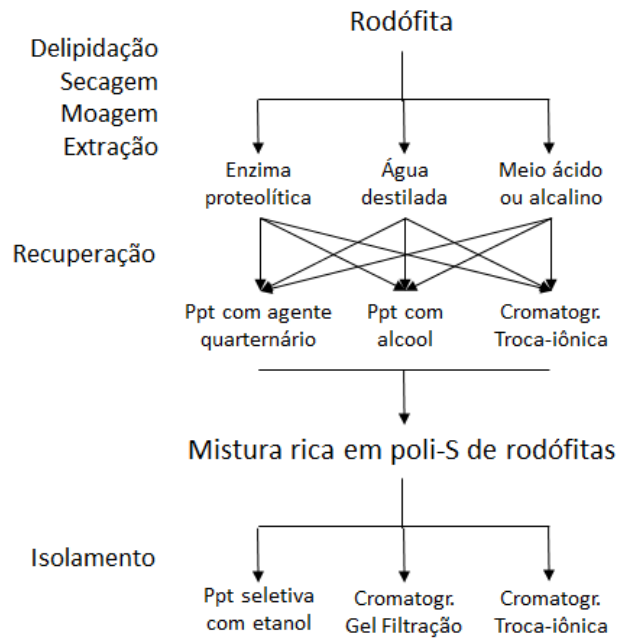 Rodófita
Delipidação
Secagem
Moagem
Extração
Enzima
proteolítica
Água
destilada
Meio ácido
ou alcalino
Recuperação
Ppt com agente
quarternário
Ppt com
alcool
Cromatogr.
Troca-iônica
Mistura rica em poli-S de rodófitas
Isolamento
Ppt seletiva
com etanol
Cromatogr.
Gel Filtração
Cromatogr.
Troca-iônica